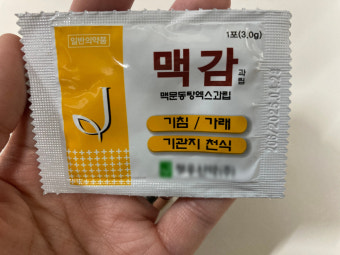 일반의약품
1포(3.0g)
맥감
과립
맥문동탕엑스과립
기침 / 가래
기관지 천식